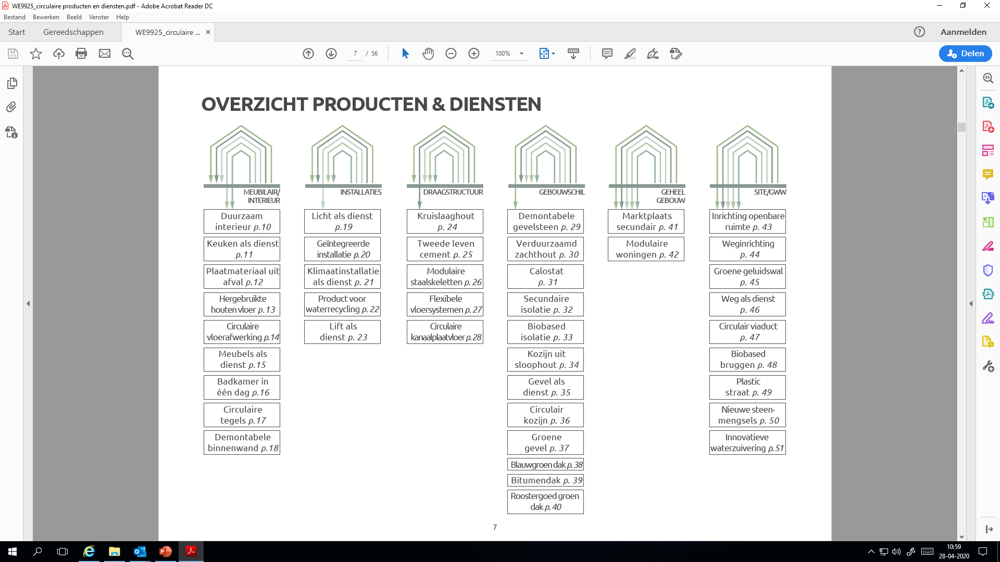 WE9925_circulaire producten en diensten.pdf - Adobe Acrobat Reader DC
Bestand Bewerken Beeld Venster Help
Start Gereedschappen WE9925_circulaire ... × ? Aanmelden
7 / 56 100% Delen
OVERZICHT PRODUCTEN & DIENSTEN
MEUBILAIR/
INTERIEUR
Duurzaam
interieur p.10
Keuken als dienst
p.11
Plaatmateriaal uit
afval p.12
Hergebruikte
houten vloer p.13
Circulaire
vloerafwerking p.14
Meubels als
dienst p.15
Badkamer in
één dag p.16
Circulaire
tegels p.17
Demontabele
binnenwand p.18
INSTALLATIES
Licht als dienst
p.19
Geïntegreerde
installatie p.20
Klimaatinstallatie
als dienst p. 21
Product voor
waterrecycling p. 22
Lift als
dienst p. 23
DRAAGSTRUCTUUR
Kruislaaghout
p. 24
Tweede leven
cement p. 25
Modulaire
staalskeletten p. 26
Flexibele
vloersystemen p. 27
Circulaire
kanaalplaatvloer p. 28
GEBOUWSCHIL
Demontabele
gevelsteen p. 29
Verduurzaamd
zachthout p. 30
Calostat
p. 31
Secundaire
isolatie p. 32
Biobased
isolatie p. 33
Kozijn uit
sloophout p. 34
Gevel als
dienst p. 35
Circulair
kozijn p. 36
Groene
gevel p. 37
Blauwgroen dak p. 38
Bitumendak p. 39
Roostergoed groen
dak p. 40
GEHEEL
GEBOUW
Marktplaats
secundair p. 41
Modulaire
woningen p. 42
SITE/GWW
Inrichting openbare
ruimte p. 43
Weginrichting
p. 44
Groene geluidswal
p. 45
Weg als dienst
p. 46
Circulair viaduct
p. 47
Biobased
bruggen p. 48
Plastic
straat p. 49
Nieuwe steen-
mengsels p. 50
Innovatieve
waterzuivering p. 51
7
10:59
28-04-2020